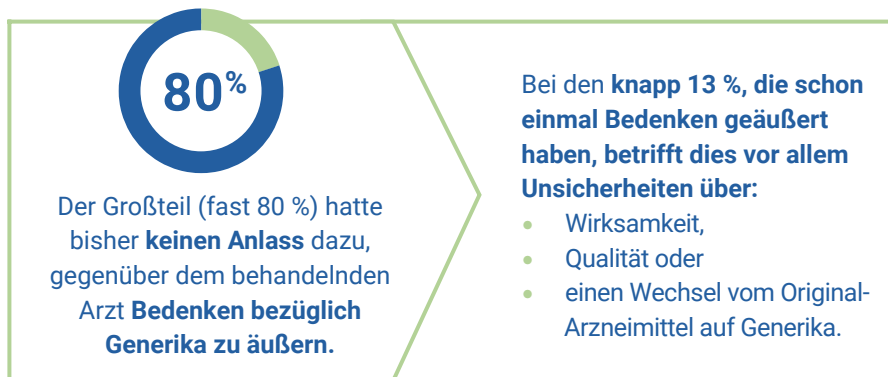 80%
Der Großteil (fast 80 %) hatte
bisher keinen Anlass dazu,
gegenüber dem behandelnden
Arzt Bedenken bezüglich
Generika zu äußern.
Bei den knapp 13 %, die schon
einmal Bedenken geäußert
haben, betrifft dies vor allem
Unsicherheiten über:
• Wirksamkeit,
• Qualität oder
• einen Wechsel vom Original-
Arzneimittel auf Generika.